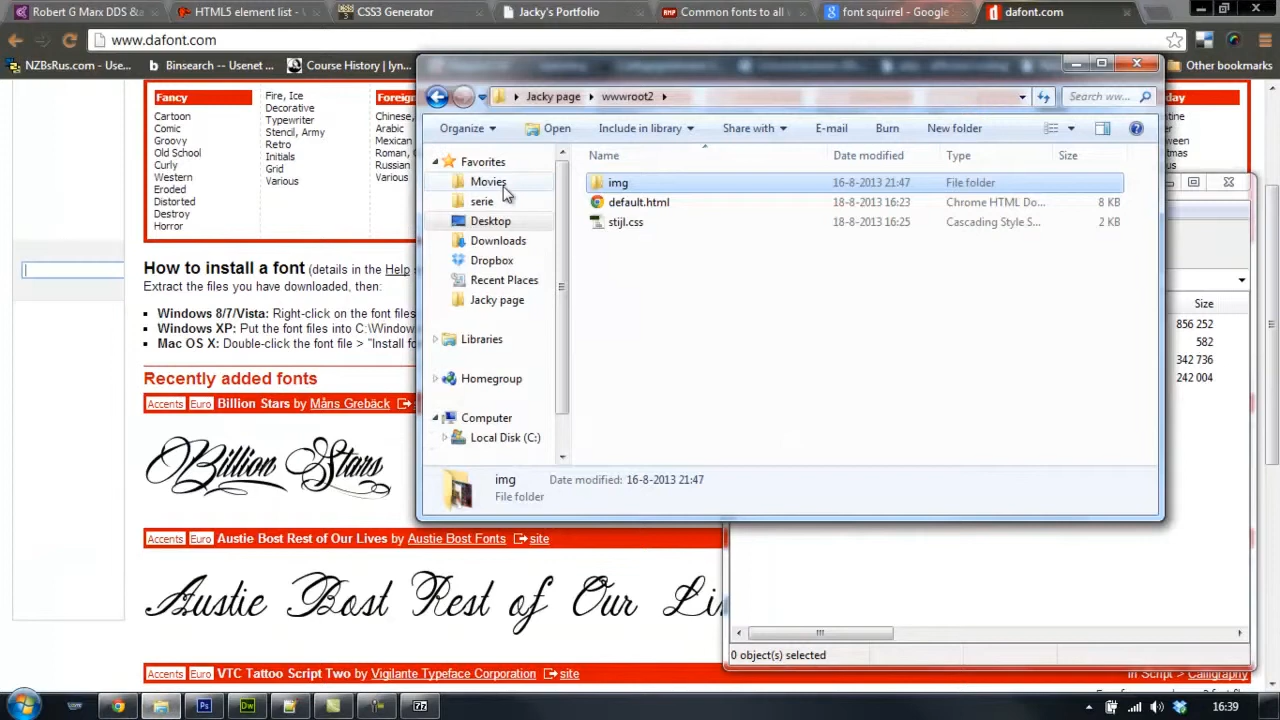 Robert G Marx DDS &
HTML5 element list -
CSS3 Generator
Jacky's Portfolio
Common fonts to all
font squirrel - Google
dafont.com
www.dafont.com
NZBsRus.com - Use...
Binsearch -- Usenet ...
Course History | lyn...
Other bookmarks
Jacky page
wwwroot2
Search ww...
Organize
Open
Include in library
Share with
E-mail
Burn
New folder
Fancy
Cartoon
Comic
Groovy
Old School
Curly
Western
Eroded
Distorted
Destroy
Horror
Fire, Ice
Decorative
Typewriter
Stencil, Army
Retro
Initials
Grid
Various
Foreig
Chinese,
Arabic
Mexican
Roman,
Russian
Various
Favorites
Movies
serie
Desktop
Downloads
Dropbox
Recent Places
Jacky page
Libraries
Homegroup
Computer
Local Disk (C:)
Name Date modified Type Size
img 16-8-2013 21:47 File folder
default.html 18-8-2013 16:23 Chrome HTML Do... 8 KB
stijl.css 18-8-2013 16:25 Cascading Style S... 2 KB
img Date modified: 16-8-2013 21:47
File folder
Size
856 252
582
342 736
242 004
0 object(s) selected
How to install a font (details in the Help
Extract the files you have downloaded, then:
Windows 8/7/Vista: Right-click on the font files
Windows XP: Put the font files into C:\Window
Mac OS X: Double-click the font file > "Install fo
Recently added fonts
Accents Euro Billion Stars by Måns Grebäck
Billion Stars
Accents Euro Austie Bost Rest of Our Lives by Austie Bost Fonts site
Austie Bost Rest of Our Li
Accents Euro VTC Tattoo Script Two by Vigilante Typeface Corporation site
in Script > Calligraphy
16:39